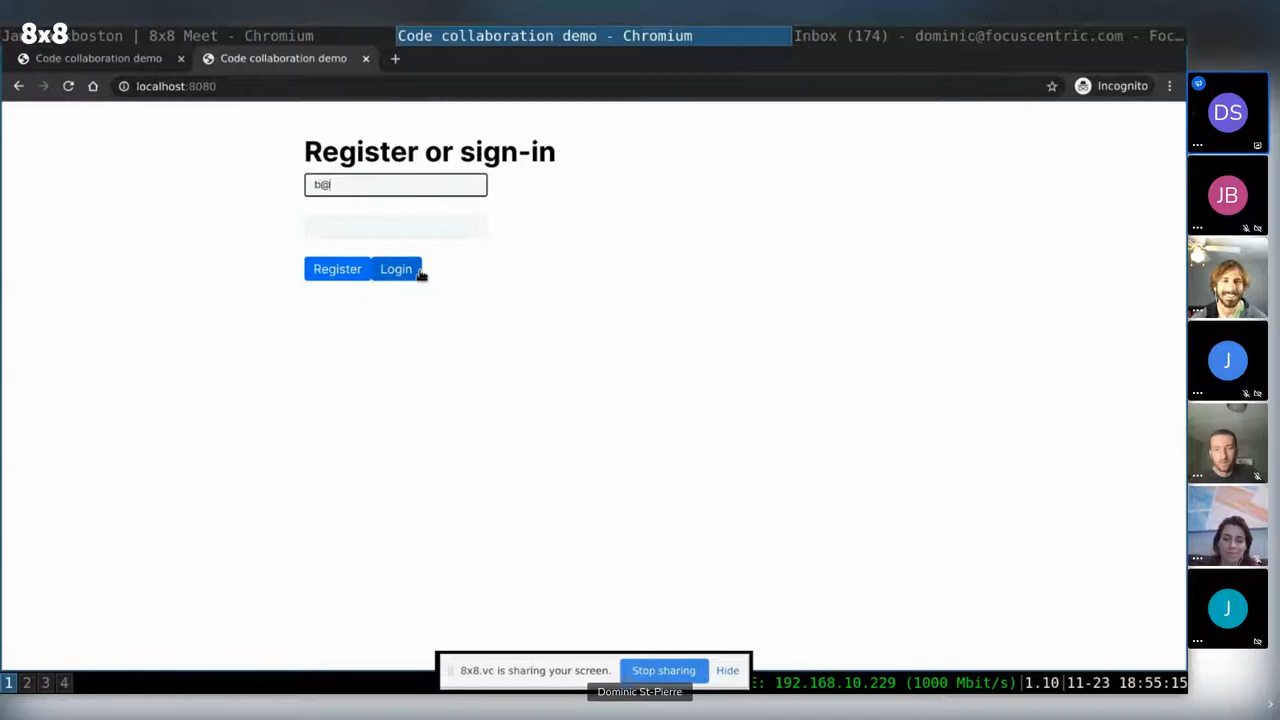 8x8
boston | 8x8 Meet - Chromium
Code collaboration demo - Chromium
Inbox (174) - dominic@focuscentric.com - Foc…
Code collaboration demo
Code collaboration demo
localhost:8080
Incognito
Register or sign-in
b@
Register
Login
DS
JB
J
J
8x8.vc is sharing your screen.
Stop sharing
Hide
1 2 3 4
: 192.168.10.229 (1000 Mbit/s)|1.10|11-23 18:55:15
Dominic St-Pierre